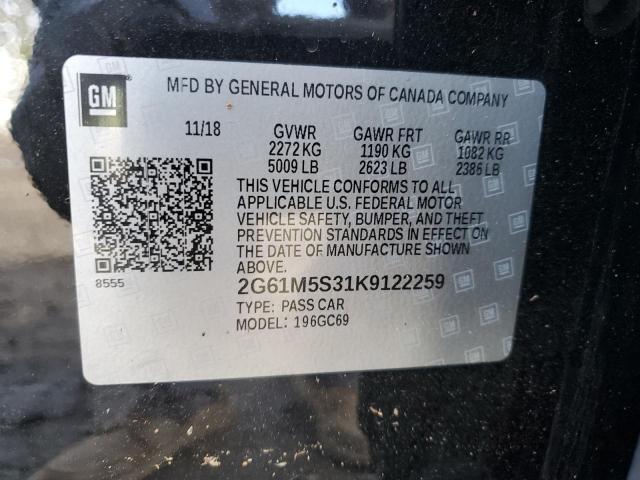 GM
MFD BY GENERAL MOTORS OF CANADA COMPANY
11/18 GVWR GAWR FRT GAWR RR
2272 KG 1190 KG 1082 KG
5009 LB 2623 LB 2386 LB
THIS VEHICLE CONFORMS TO ALL
APPLICABLE U.S. FEDERAL MOTOR
VEHICLE SAFETY, BUMPER, AND THEFT
PREVENTION STANDARDS IN EFFECT ON
THE DATE OF MANUFACTURE SHOWN
ABOVE.
8555
2G61M5S31K9122259
TYPE: PASS CAR
MODEL: 196GC69